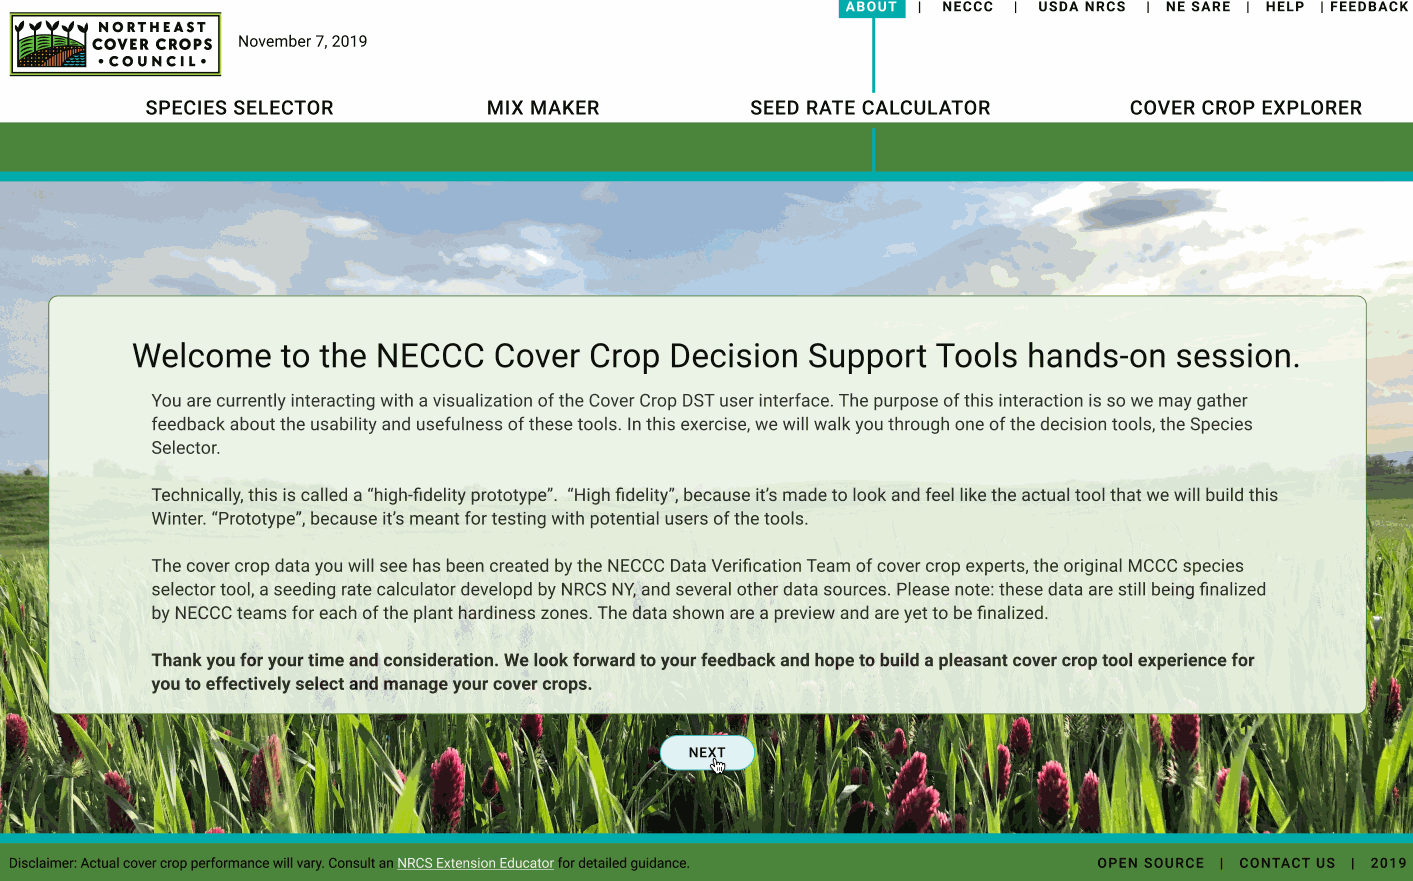 ABOUT | NECCC | USDA NRCS | NE SARE | HELP | FEEDBACK
NORTHEAST
COVER CROPS
•COUNCIL•
November 7, 2019
SPECIES SELECTOR MIX MAKER SEED RATE CALCULATOR COVER CROP EXPLORER
Welcome to the NECCC Cover Crop Decision Support Tools hands-on session.
You are currently interacting with a visualization of the Cover Crop DST user interface. The purpose of this interaction is so we may gather
feedback about the usability and usefulness of these tools. In this exercise, we will walk you through one of the decision tools, the Species
Selector.
Technically, this is called a “high-fidelity prototype”.  “High fidelity”, because it’s made to look and feel like the actual tool that we will build this
Winter. “Prototype”, because it’s meant for testing with potential users of the tools.
The cover crop data you will see has been created by the NECCC Data Verification Team of cover crop experts, the original MCCC species
selector tool, a seeding rate calculator developd by NRCS NY, and several other data sources. Please note: these data are still being finalized
by NECCC teams for each of the plant hardiness zones. The data shown are a preview and are yet to be finalized.
Thank you for your time and consideration. We look forward to your feedback and hope to build a pleasant cover crop tool experience for
you to effectively select and manage your cover crops.
NEXT
Disclaimer: Actual cover crop performance will vary. Consult an NRCS Extension Educator for detailed guidance.
OPEN SOURCE | CONTACT US | 2019